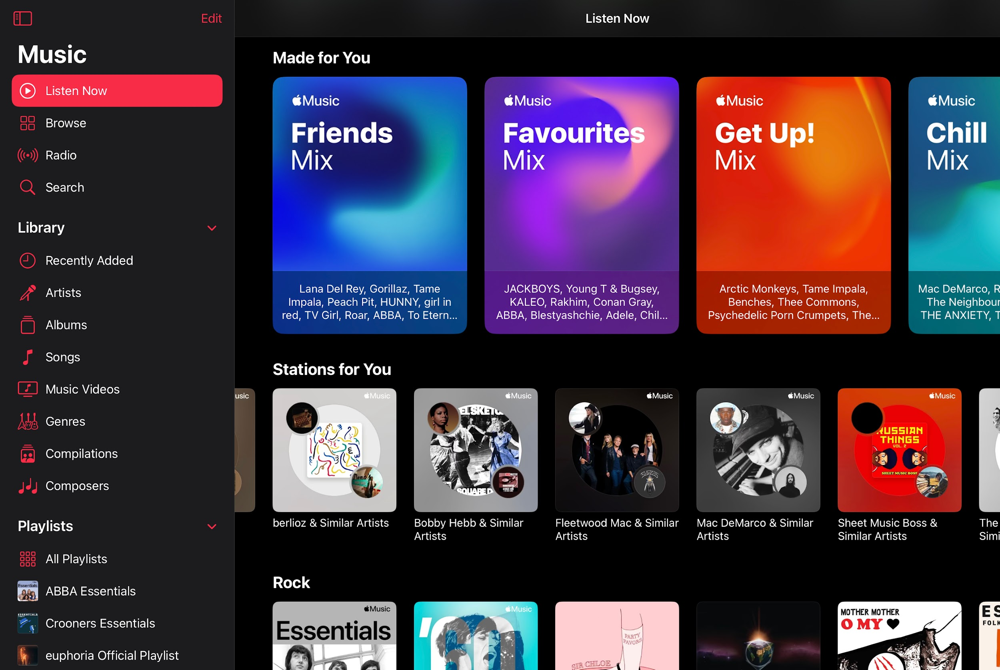 Edit
Music
Listen Now
Browse
Radio
Search
Library
Recently Added
Artists
Albums
Songs
Music Videos
Genres
Compilations
Composers
Playlists
All Playlists
Essentials
ABBA Essentials
ESSENTIALS
Crooners Essentials
euphoria Official Playlist
Listen Now
Made for You
Music
Friends
Mix
Lana Del Rey, Gorillaz, Tame
Impala, Peach Pit, HUNNY, girl in
red, TV Girl, Roar, ABBA, To Etern...
Music
Favourites
Mix
JACKBOYS, Young T & Bugsey,
KALEO, Rakhim, Conan Gray,
ABBA, Blestyashchie, Adele, Chil...
Music
Get Up!
Mix
Arctic Monkeys, Tame Impala,
Benches, Thee Commons,
Psychedelic Porn Crumpets, The...
Music
Chill
Mix
Mac DeMarco, R
The Neighbour
THE ANXIETY, T
Stations for You
usic
Music
berlioz & Similar Artists
Music
EL SKETC
SQUARE D
Bobby Hebb & Similar
Artists
Music
EAGLES
Fleetwood Mac & Similar
Artists
Music
Mac DeMarco & Similar
Artists
Music
RUSSIAN
THINGS
VOL. 2
SHEET MUSIC BOSS
Sheet Music Boss &
Similar Artists
The
Simi
Rock
Music
Essentials
Music
'60
PARTY
FAVORS
SIR CHLOE
MOTHER MOTHER
O MY
ES
FOLK